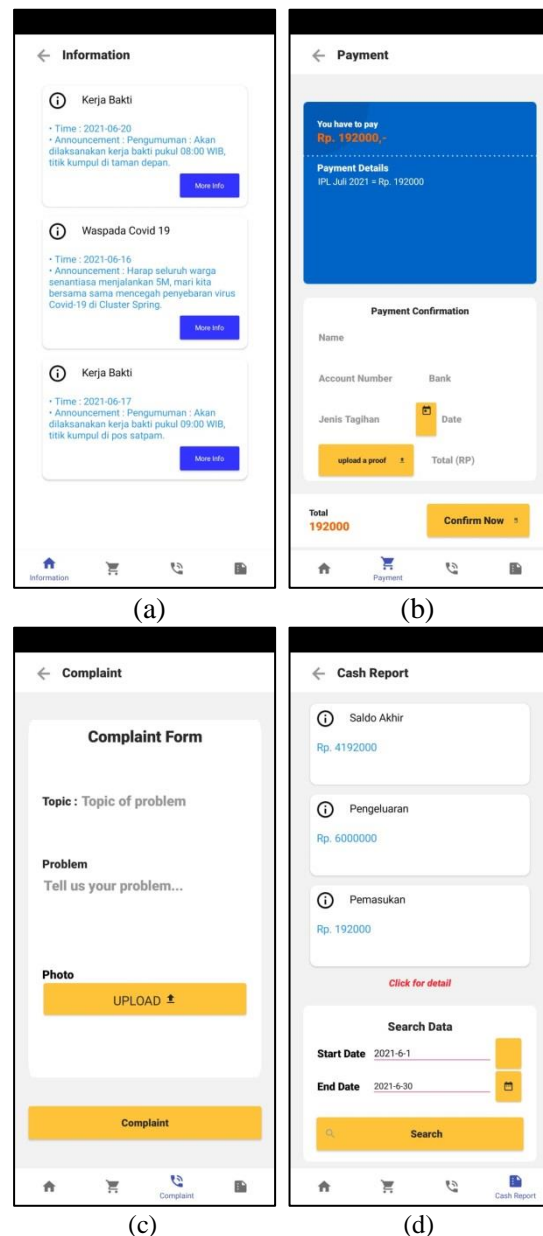 Information
Kerja Bakti
• Time : 2021-06-20
• Announcement : Pengumuman : Akan
dilaksanakan kerja bakti pukul 08:00 WIB,
titik kumpul di taman depan.
More Info
Waspada Covid 19
• Time : 2021-06-16
• Announcement : Harap seluruh warga
senantiasa menjalankan 5M, mari kita
bersama sama mencegah penyebaran virus
Covid-19 di Cluster Spring.
More Info
Kerja Bakti
• Time : 2021-06-17
• Announcement : Pengumuman : Akan
dilaksanakan kerja bakti pukul 09:00 WIB,
titik kumpul di pos satpam.
More Info
Information
(a)
Payment
You have to pay
Rp. 192000,-
Payment Details
IPL Juli 2021 = Rp. 192000
Payment Confirmation
Name
Account Number Bank
Jenis Tagihan Date
upload a proof Total (RP)
Total
192000
Confirm Now
Payment
(b)
Complaint
Complaint Form
Topic : Topic of problem
Problem
Tell us your problem...
Photo
UPLOAD
Complaint
Complaint
(c)
Cash Report
Saldo Akhir
Rp. 4192000
Pengeluaran
Rp. 6000000
Pemasukan
Rp. 192000
Click for detail
Search Data
Start Date 2021-6-1
End Date 2021-6-30
Search
Cash Report
(d)